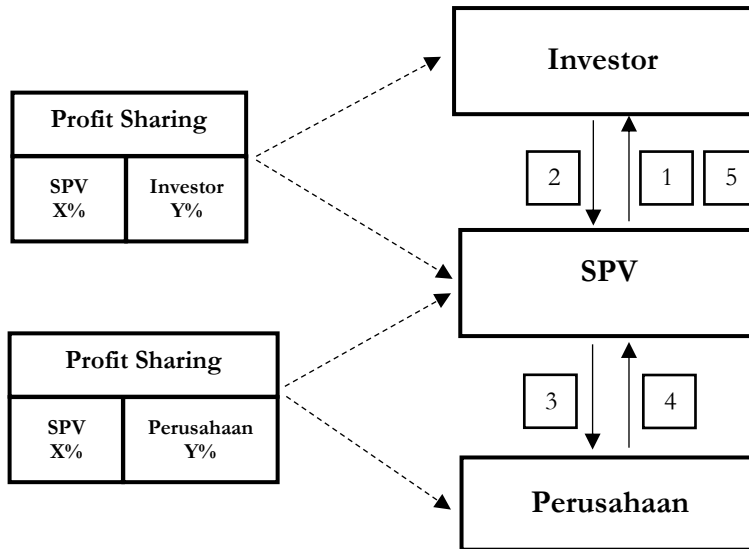 Investor
Profit Sharing
SPV
X%
Investor
Y%
2
1
5
SPV
Profit Sharing
SPV
X%
Perusahaan
Y%
3
4
Perusahaan